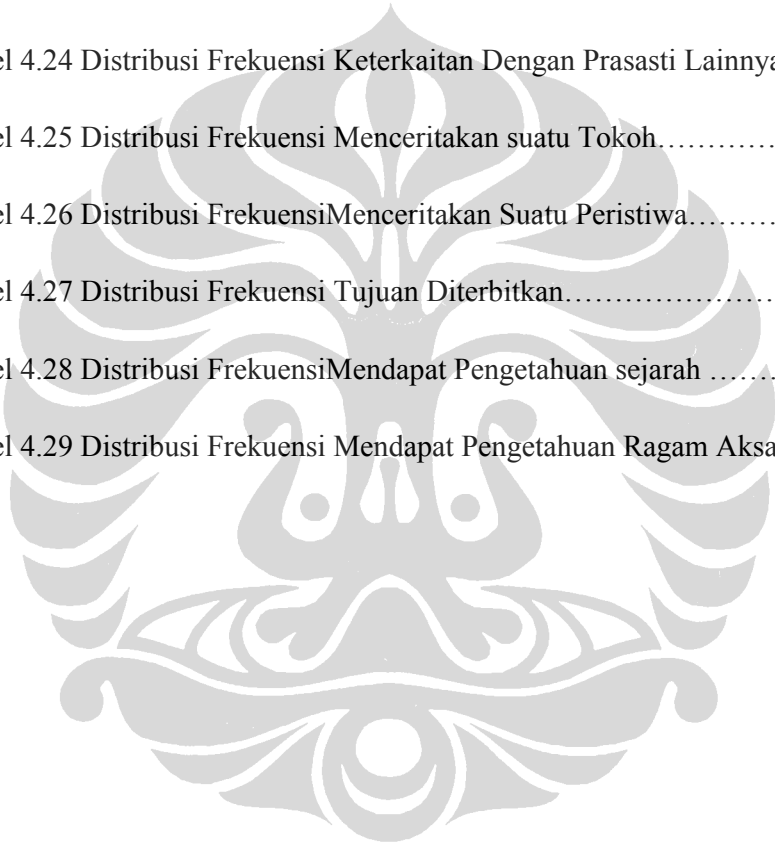 el 4.24 Distribusi Frekuensi Keterkaitan Dengan Prasasti Lainnya
el 4.25 Distribusi Frekuensi Menceritakan suatu Tokoh…………
el 4.26 Distribusi FrekuensiMenceritakan Suatu Peristiwa………
el 4.27 Distribusi Frekuensi Tujuan Diterbitkan…………………
el 4.28 Distribusi FrekuensiMendapat Pengetahuan sejarah ……
el 4.29 Distribusi Frekuensi Mendapat Pengetahuan Ragam Aksa